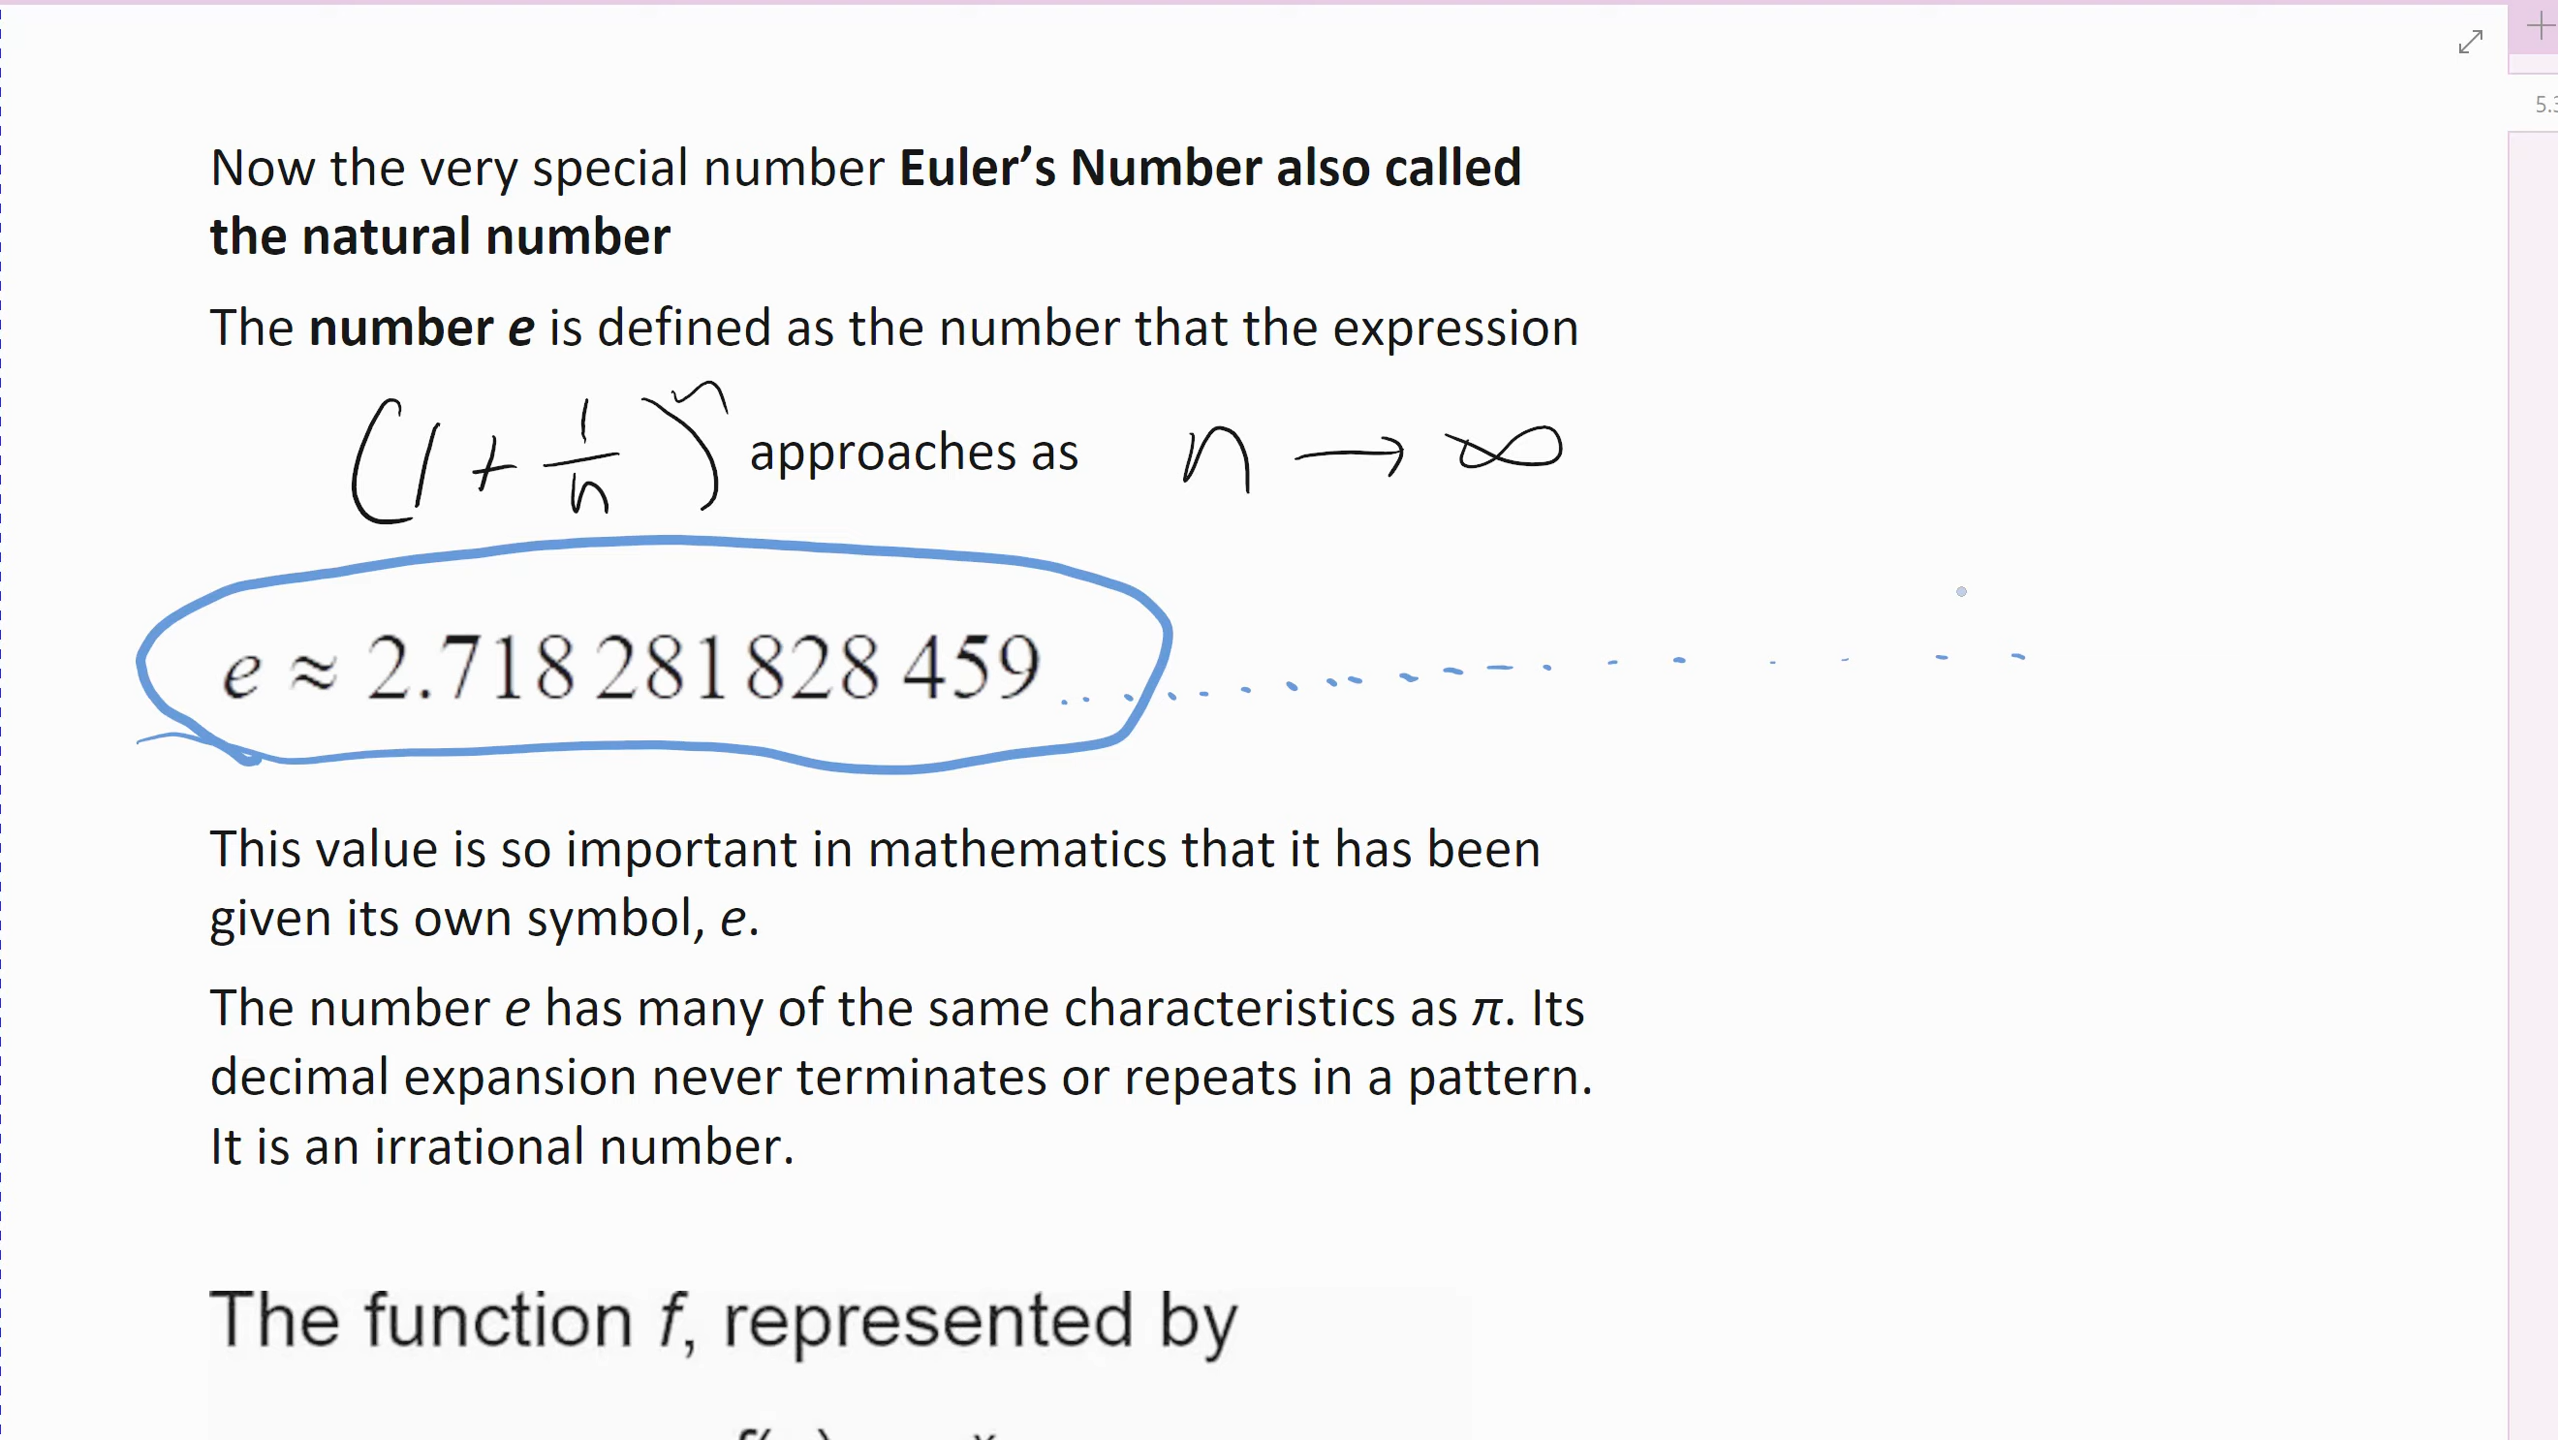 5.3
Now the very special number Euler’s Number also called
the natural number
The number e is defined as the number that the expression
(1 + 1/n)^n approaches as n → ∞
e ≈ 2.718 281 828 459
This value is so important in mathematics that it has been
given its own symbol, e.
The number e has many of the same characteristics as π. Its
decimal expansion never terminates or repeats in a pattern.
It is an irrational number.
The function f, represented by